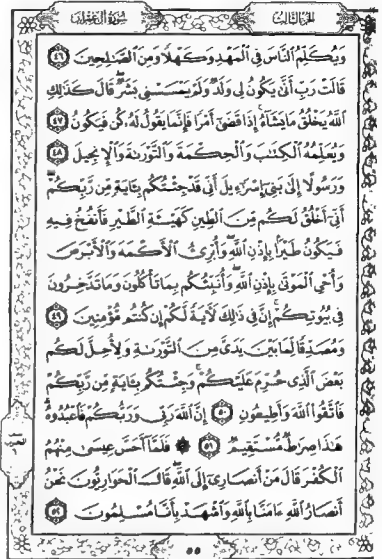 الجزء الثالث سورة آل عمران
وَيُكَلِّمُ النَّاسَ فِي الْمَهْدِ وَكَهْلًا وَمِنَ الصَّالِحِينَ ٤٦
قَالَتْ رَبِّ أَنَّىٰ يَكُونُ لِي وَلَدٌ وَلَمْ يَمْسَسْنِي بَشَرٌ قَالَ كَذَٰلِكِ
اللَّهُ يَخْلُقُ مَا يَشَاءُ إِذَا قَضَىٰ أَمْرًا فَإِنَّمَا يَقُولُ لَهُ كُن فَيَكُونُ ٤٧
وَيُعَلِّمُهُ الْكِتَابَ وَالْحِكْمَةَ وَالتَّوْرَاةَ وَالْإِنجِيلَ ٤٨
وَرَسُولًا إِلَىٰ بَنِي إِسْرَائِيلَ أَنِّي قَدْ جِئْتُكُم بِآيَةٍ مِّن رَّبِّكُمْ
أَنِّي أَخْلُقُ لَكُم مِّنَ الطِّينِ كَهَيْئَةِ الطَّيْرِ فَأَنفُخُ فِيهِ
فَيَكُونُ طَيْرًا بِإِذْنِ اللَّهِ وَأُبْرِئُ الْأَكْمَهَ وَالْأَبْرَصَ
وَأُحْيِي الْمَوْتَىٰ بِإِذْنِ اللَّهِ وَأُنَبِّئُكُم بِمَا تَأْكُلُونَ وَمَا تَدَّخِرُونَ
فِي بُيُوتِكُمْ إِنَّ فِي ذَٰلِكَ لَآيَةً لَّكُمْ إِن كُنتُم مُّؤْمِنِينَ ٤٩
وَمُصَدِّقًا لِّمَا بَيْنَ يَدَيَّ مِنَ التَّوْرَاةِ وَلِأُحِلَّ لَكُم
بَعْضَ الَّذِي حُرِّمَ عَلَيْكُمْ وَجِئْتُكُم بِآيَةٍ مِّن رَّبِّكُمْ
فَاتَّقُوا اللَّهَ وَأَطِيعُونِ ٥٠ إِنَّ اللَّهَ رَبِّي وَرَبُّكُمْ فَاعْبُدُوهُ
هَٰذَا صِرَاطٌ مُّسْتَقِيمٌ ٥١ ۞ فَلَمَّا أَحَسَّ عِيسَىٰ مِنْهُمُ
الْكُفْرَ قَالَ مَنْ أَنصَارِي إِلَى اللَّهِ قَالَ الْحَوَارِيُّونَ نَحْنُ
أَنصَارُ اللَّهِ آمَنَّا بِاللَّهِ وَاشْهَدْ بِأَنَّا مُسْلِمُونَ ٥٢
٥٥